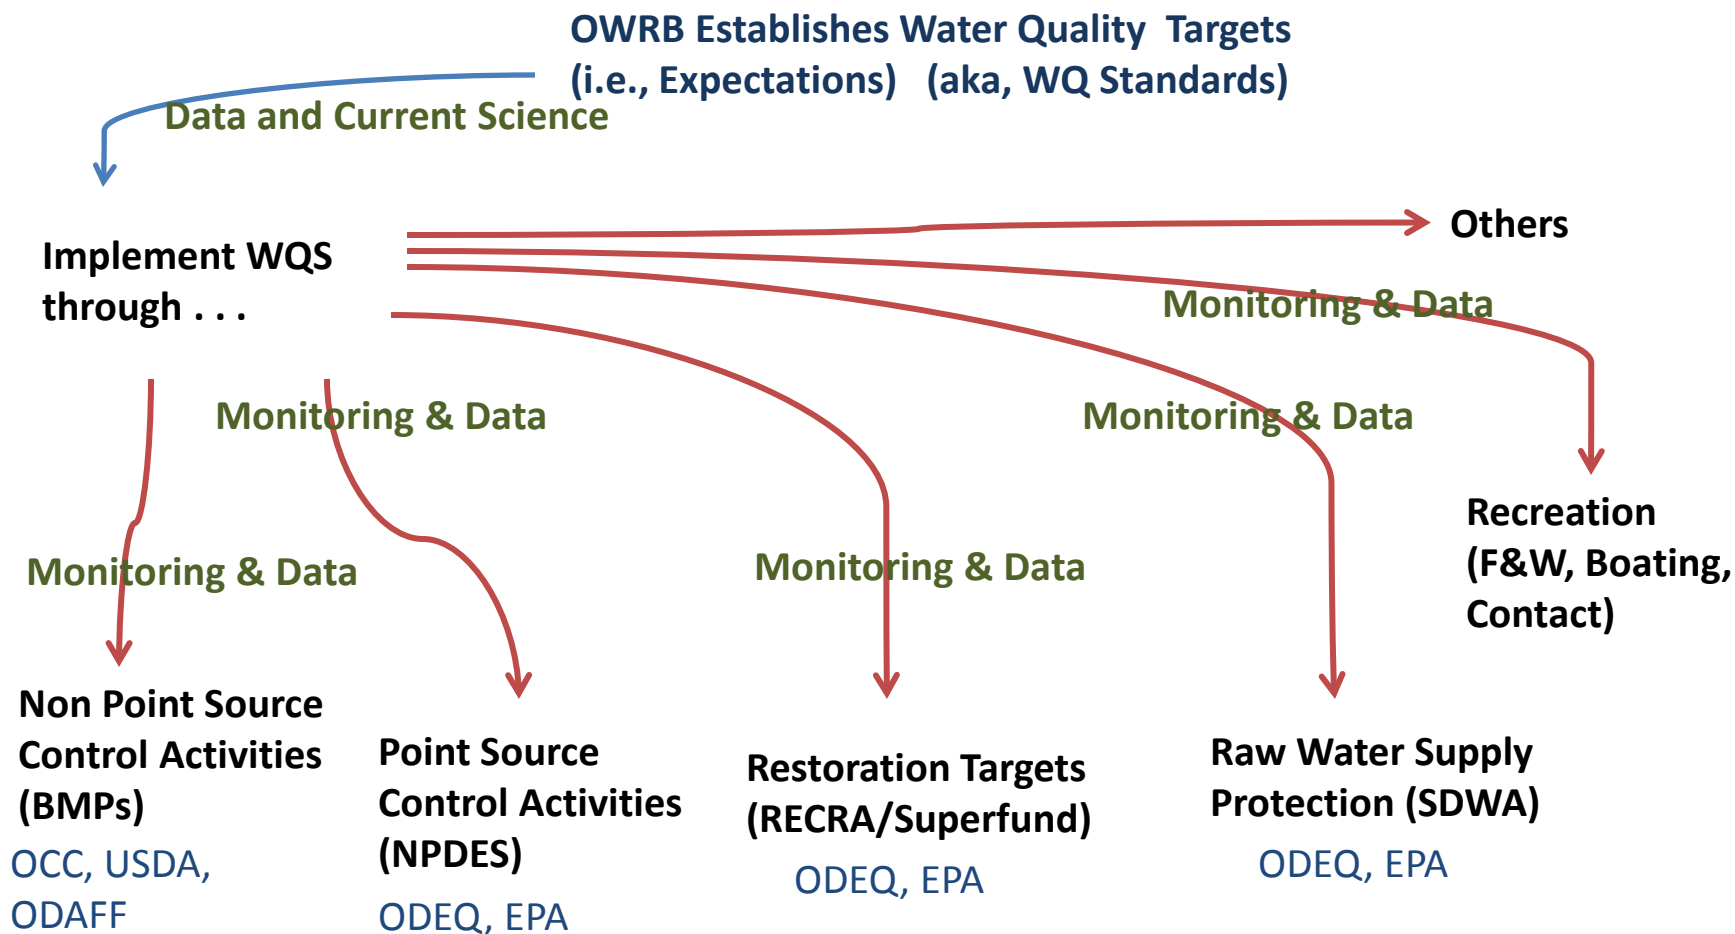 OWRB Establishes Water Quality Targets
(i.e., Expectations) (aka, WQ Standards)
Data and Current Science
Implement WQS
through . . .
Others
Monitoring & Data
Monitoring & Data
Monitoring & Data
Recreation
(F&W, Boating,
Contact)
Monitoring & Data
Monitoring & Data
Non Point Source
Control Activities
(BMPs)
OCC, USDA,
ODAFF
Point Source
Control Activities
(NPDES)
ODEQ, EPA
Restoration Targets
(RECRA/Superfund)
ODEQ, EPA
Raw Water Supply
Protection (SDWA)
ODEQ, EPA